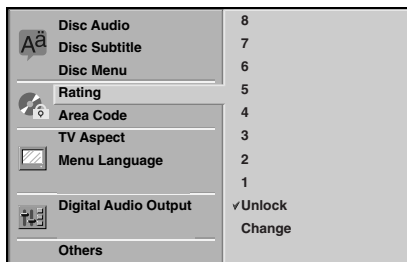 Aä
Disc Audio
Disc Subtitle
Disc Menu
Rating
Area Code
TV Aspect
Menu Language
Digital Audio Output
Others
8
7
6
5
4
3
2
1
✓Unlock
Change